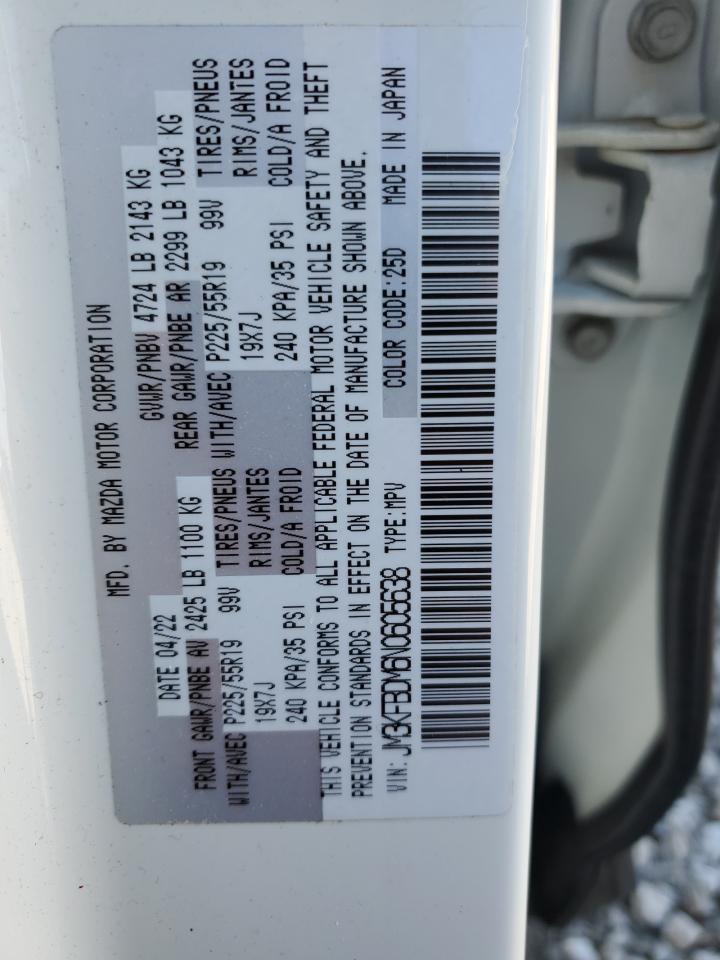 MFD. BY MAZDA MOTOR CORPORATION
DATE 04/22 GVWR/PNBV 4724 LB 2143 KG
FRONT GAWR/PNBE AV 2425 LB 1100 KG REAR GAWR/PNBE AR 2299 LB 1043 KG
WITH/AVEC P225/55R19 99V TIRES/PNEUS WITH/AVEC P225/55R19 99V TIRES/PNEUS
19X7J RIMS/JANTES 19X7J RIMS/JANTES
240 KPA/35 PSI COLD/A FROID 240 KPA/35 PSI COLD/A FROID
THIS VEHICLE CONFORMS TO ALL APPLICABLE FEDERAL MOTOR VEHICLE SAFETY AND THEFT
PREVENTION STANDARDS IN EFFECT ON THE DATE OF MANUFACTURE SHOWN ABOVE.
VIN: JM3KFBDM6N0605638 TYPE:MPV COLOR CODE:25D MADE IN JAPAN